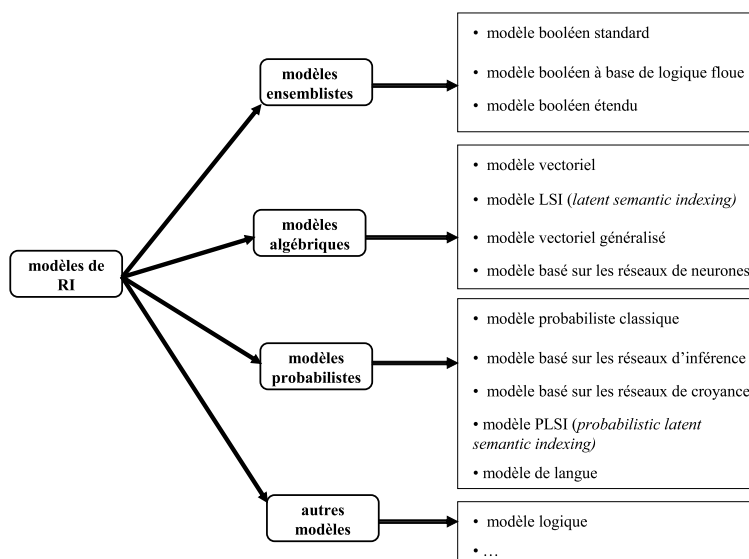 modèles de
RI
modèles
ensemblistes
• modèle booléen standard
• modèle booléen à base de logique floue
• modèle booléen étendu
modèles
algébriques
• modèle vectoriel
• modèle LSI (latent semantic indexing)
• modèle vectoriel généralisé
• modèle basé sur les réseaux de neurones
modèles
probabilistes
• modèle probabiliste classique
• modèle basé sur les réseaux d’inférence
• modèle basé sur les réseaux de croyance
• modèle PLSI (probabilistic latent
semantic indexing)
• modèle de langue
autres
modèles
• modèle logique
• …